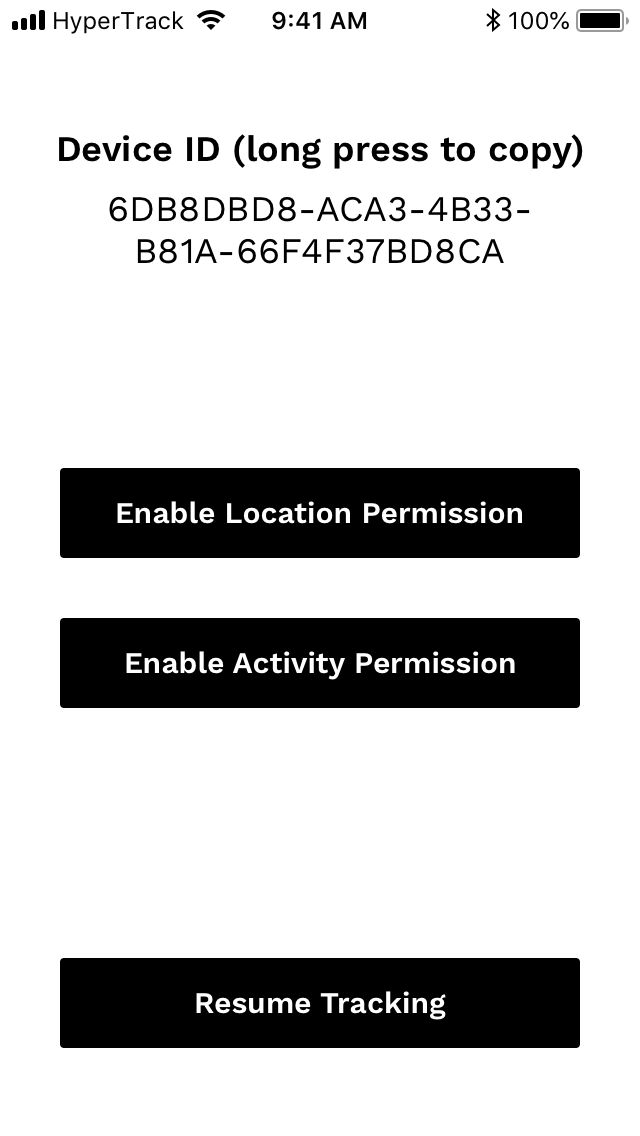 HyperTrack 9:41 AM 100%
Device ID (long press to copy)
6DB8DBD8-ACA3-4B33-
B81A-66F4F37BD8CA
Enable Location Permission
Enable Activity Permission
Resume Tracking